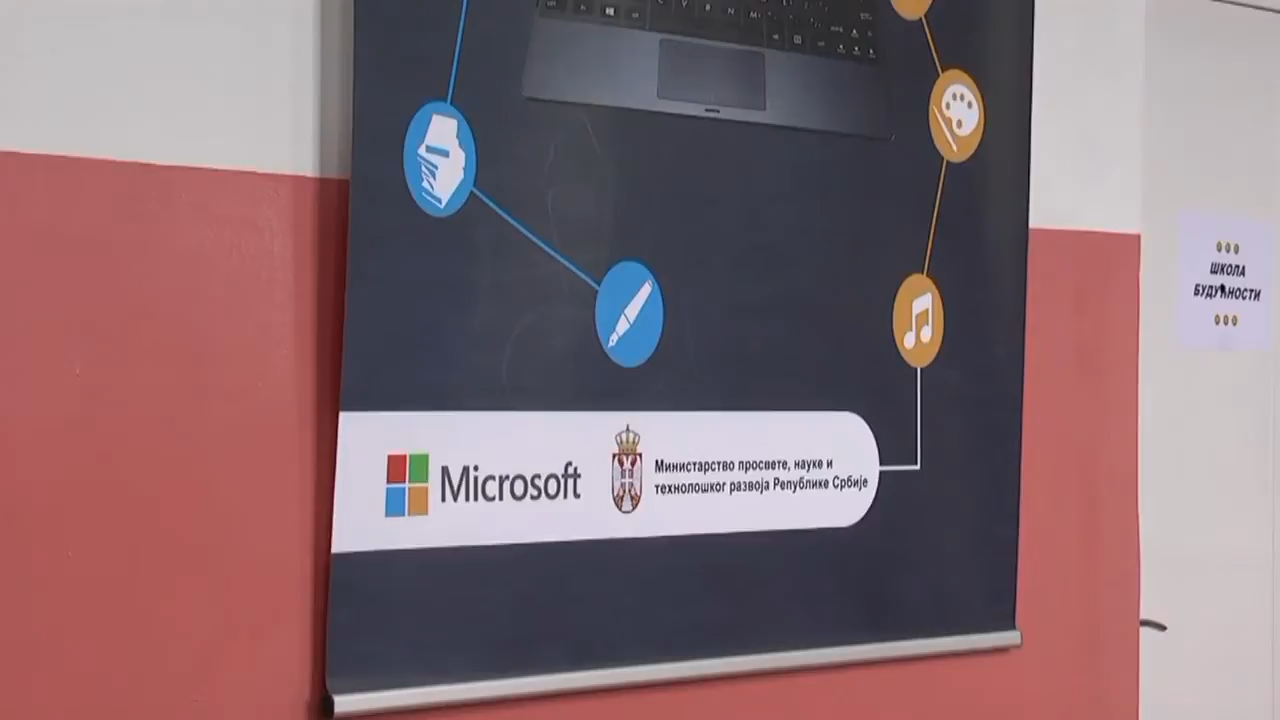 Microsoft
Министарство просвете, науке и
технолошког развоја Републике Србије
ШКОЛА
БУДУЋНОСТИ